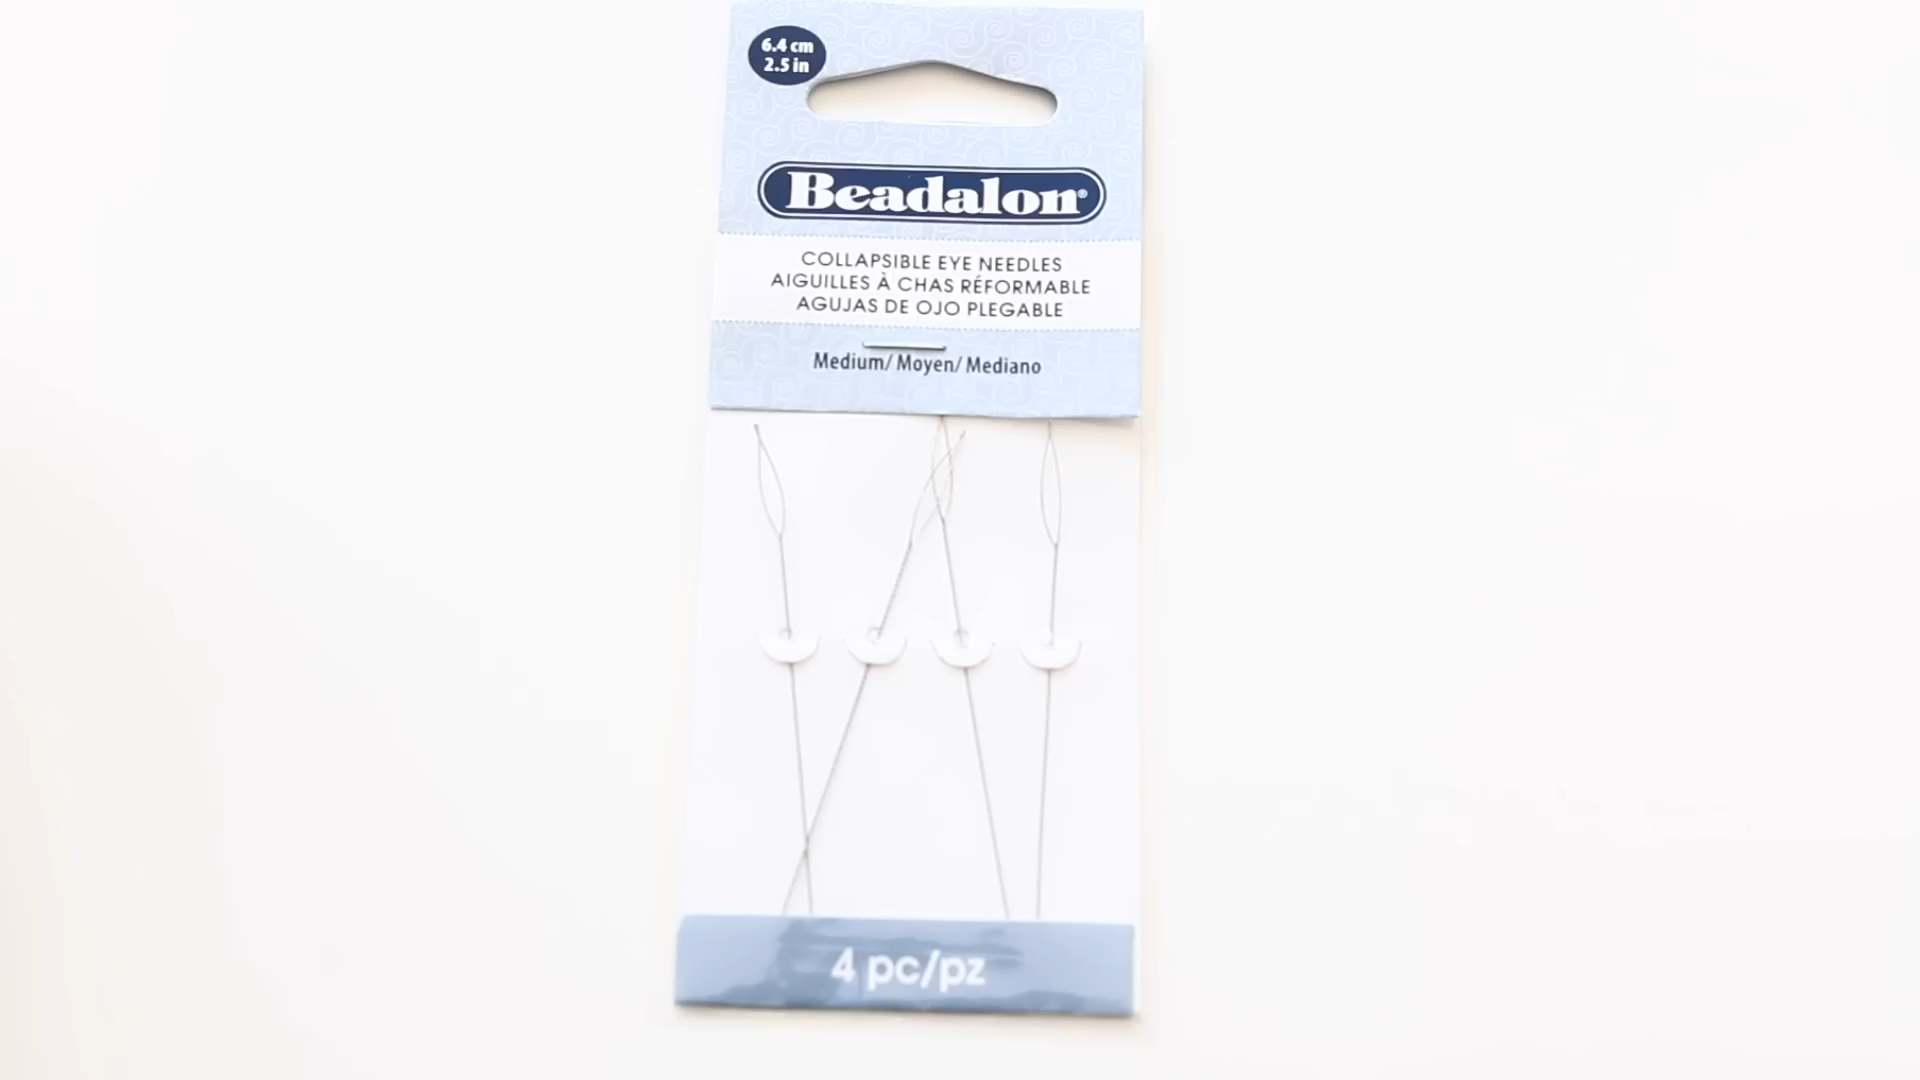 6.4 cm
2.5 in
Beadalon®
COLLAPSIBLE EYE NEEDLES
AIGUILLES À CHAS RÉFORMABLE
AGUJAS DE OJO PLEGABLE
Medium/ Moyen/ Mediano
4 pc/pz